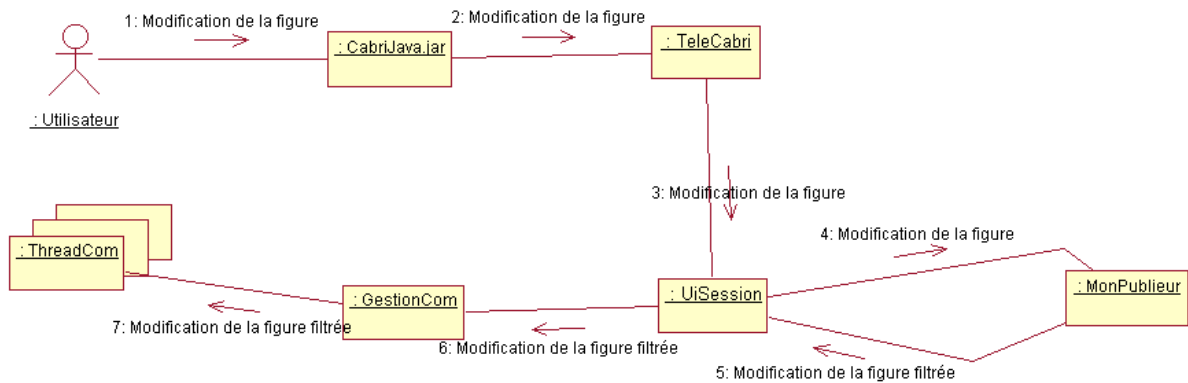 1: Modification de la figure
2: Modification de la figure
: CabriJava.jar
: TeleCabri
: Utilisateur
3: Modification de la figure
4: Modification de la figure
: ThreadCom
: GestionCom
: UiSession
: MonPublieur
7: Modification de la figure filtrée
6: Modification de la figure filtrée
5: Modification de la figure filtrée